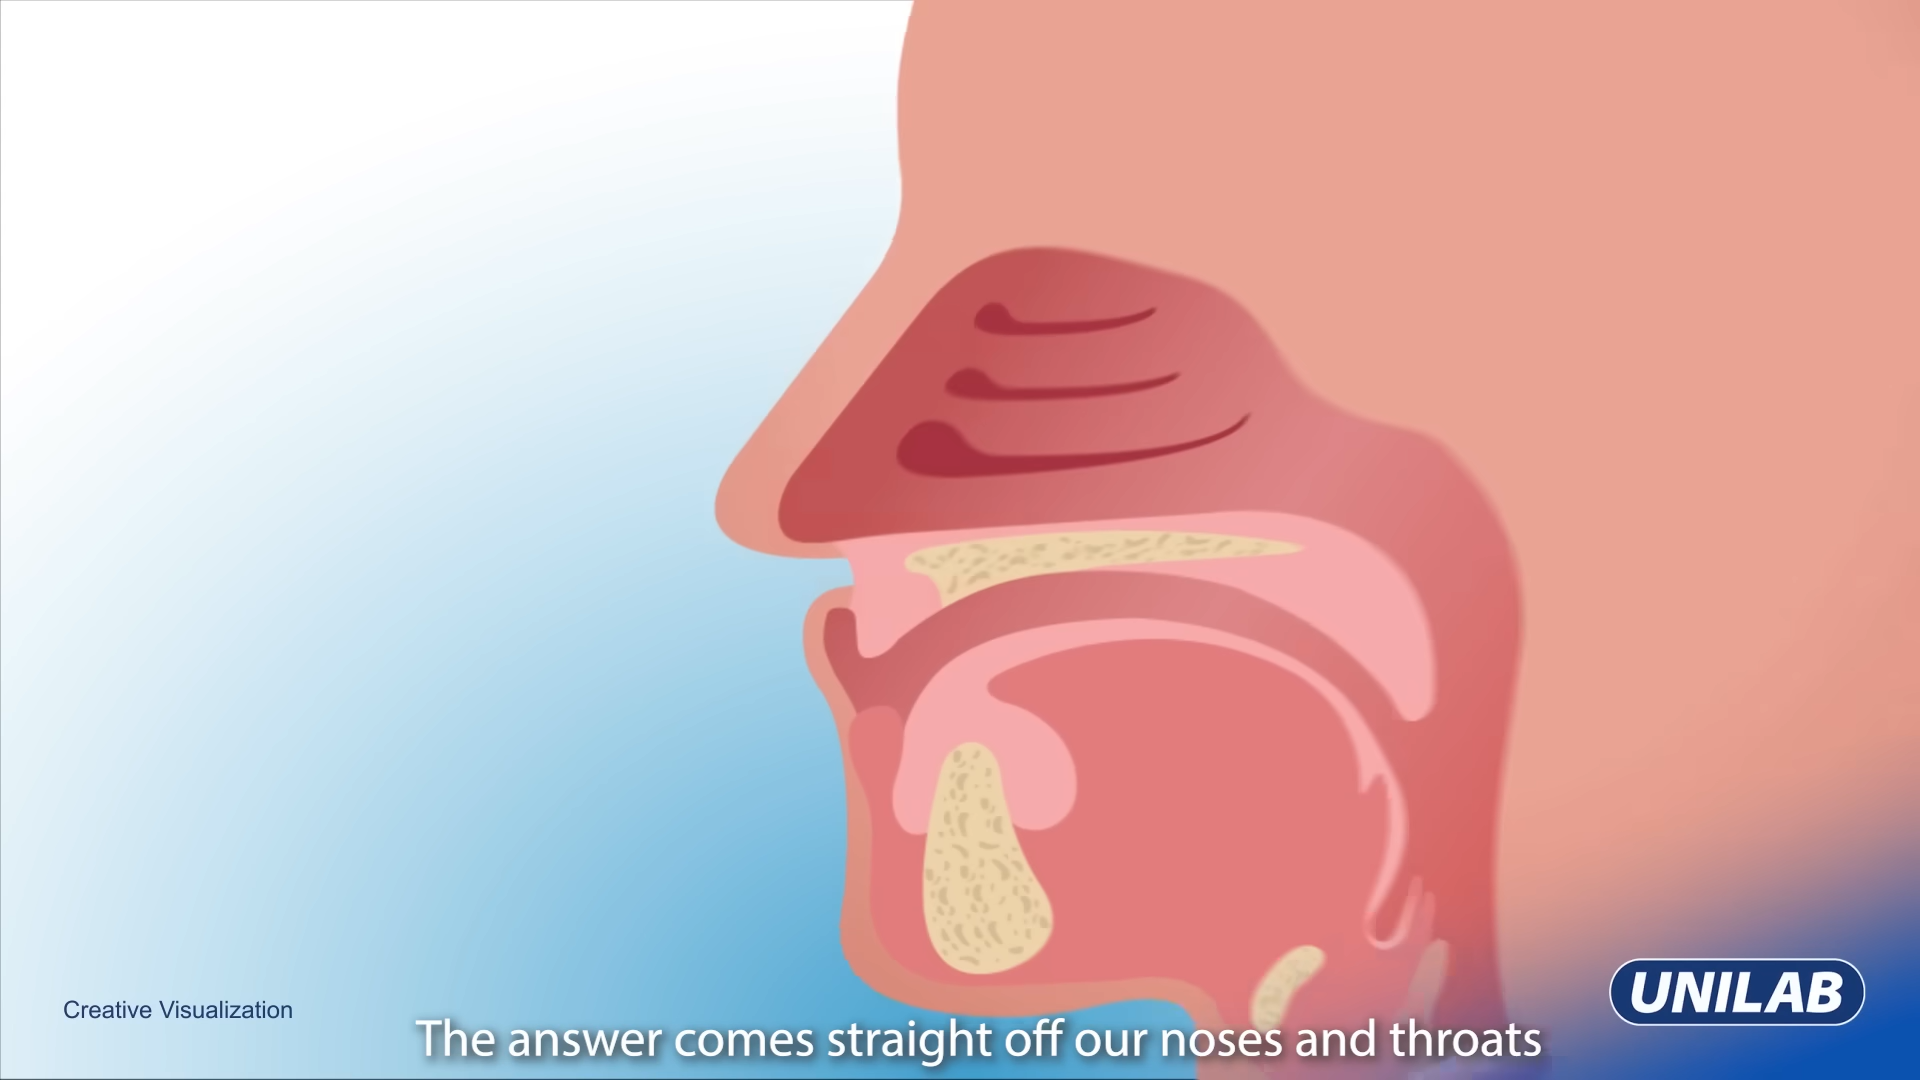 Creative Visualization
The answer comes straight off our noses and throats
UNILAB